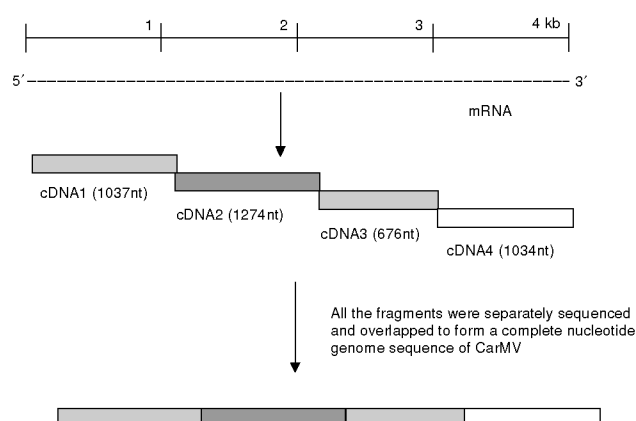 1 2 3 4 kb
5′ 3′
mRNA
cDNA1 (1037nt)
cDNA2 (1274nt)
cDNA3 (676nt)
cDNA4 (1034nt)
All the fragments were separately sequenced
and overlapped to form a complete nucleotide
genome sequence of CarMV